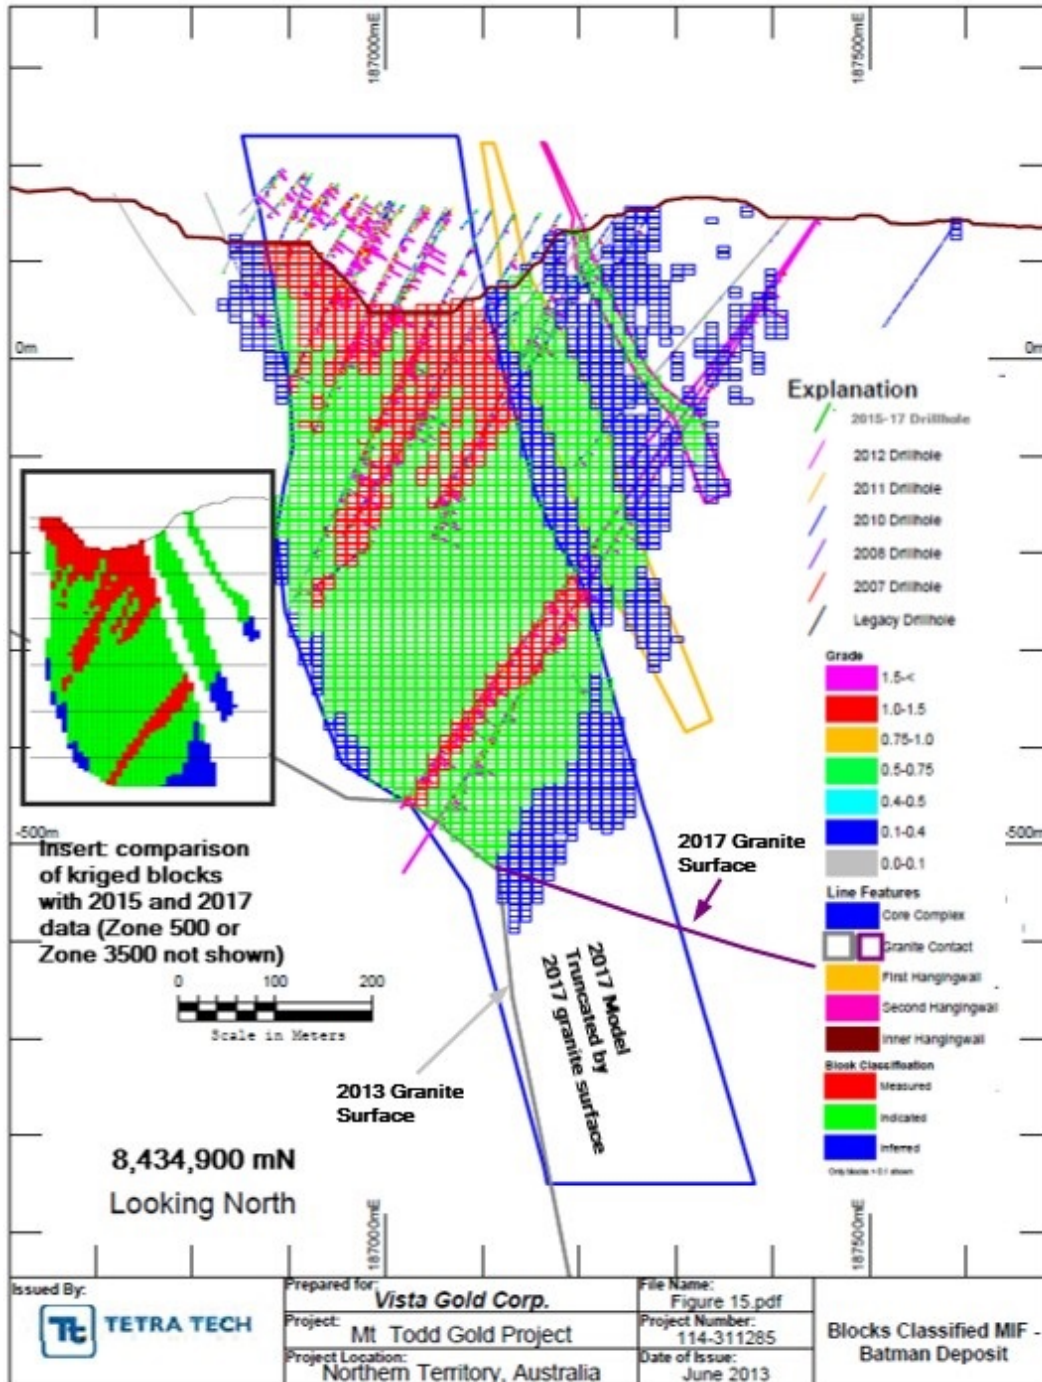 187000mE
187500mE
0m
0m
Explanation
2015-17 Drillhole
2012 Drillhole
2011 Drillhole
2010 Drillhole
2008 Drillhole
2007 Drillhole
Legacy Drillhole
Grade
1.5-<
1.0-1.5
0.75-1.0
0.5-0.75
0.4-0.5
0.1-0.4
0.0-0.1
Line Features
Core Complex
Granite Contact
First Hangingwall
Second Hangingwall
Inner Hangingwall
Block Classification
Measured
Indicated
Inferred
Only blocks > 0.1 shown
-500m
-500m
Insert: comparison
of kriged blocks
with 2015 and 2017
data (Zone 500 or
Zone 3500 not shown)
0 100 200
Scale in Meters
2017 Granite
Surface
2017 Model
Truncated by
2017 granite surface
2013 Granite
Surface
8,434,900 mN
Looking North
187000mE
187500mE
Issued By:
Tt TETRA TECH
Prepared for:
Vista Gold Corp.
Project:
Mt Todd Gold Project
Project Location:
Northern Territory, Australia
File Name:
Figure 15.pdf
Project Number:
114-311285
Date of Issue:
June 2013
Blocks Classified MIF -
Batman Deposit